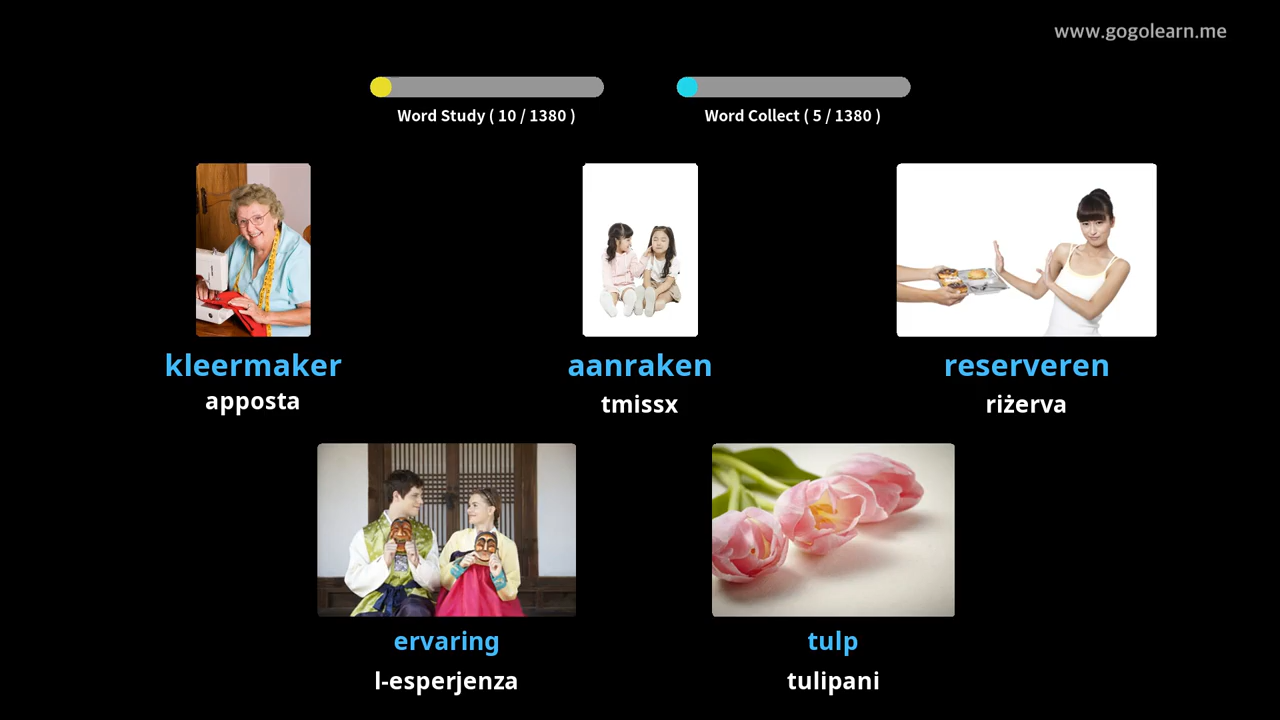 www.gogolearn.me
Word Study ( 10 / 1380 )
Word Collect ( 5 / 1380 )
kleermaker
apposta
aanraken
tmissx
reserveren
riżerva
ervaring
l-esperjenza
tulp
tulipani